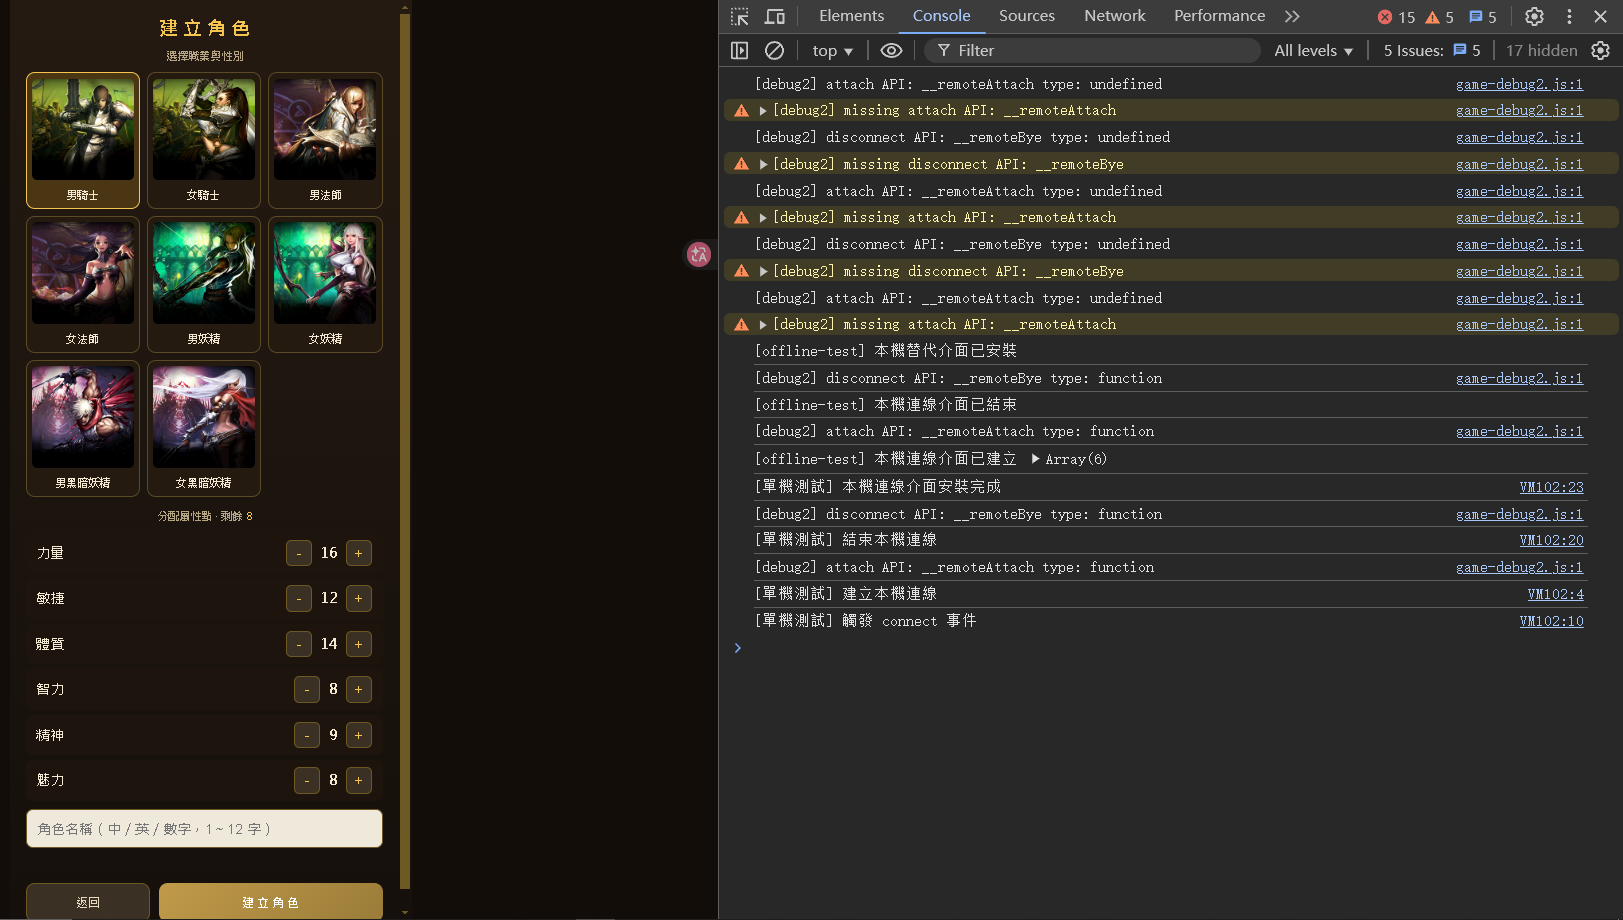 建立角色
選擇職業與性別
男騎士
女騎士
男法師
女法師
男妖精
女妖精
男黑暗妖精
女黑暗妖精
分配屬性點 · 剩餘 8
力量 - 16 +
敏捷 - 12 +
體質 - 14 +
智力 - 8 +
精神 - 9 +
魅力 - 8 +
角色名稱 ( 中 / 英 / 數字，1 ~ 12 字 )
返回
建立角色
Elements Console Sources Network Performance 15 5 5
top Filter All levels 5 Issues: 5 17 hidden
[debug2] attach API: __remoteAttach type: undefined game-debug2.js:1
[debug2] missing attach API: __remoteAttach game-debug2.js:1
[debug2] disconnect API: __remoteBye type: undefined game-debug2.js:1
[debug2] missing disconnect API: __remoteBye game-debug2.js:1
[debug2] attach API: __remoteAttach type: undefined game-debug2.js:1
[debug2] missing attach API: __remoteAttach game-debug2.js:1
[debug2] disconnect API: __remoteBye type: undefined game-debug2.js:1
[debug2] missing disconnect API: __remoteBye game-debug2.js:1
[debug2] attach API: __remoteAttach type: undefined game-debug2.js:1
[debug2] missing attach API: __remoteAttach game-debug2.js:1
[offline-test] 本機替代介面已安裝
[debug2] disconnect API: __remoteBye type: function game-debug2.js:1
[offline-test] 本機連線介面已結束
[debug2] attach API: __remoteAttach type: function game-debug2.js:1
[offline-test] 本機連線介面已建立 Array(6)
[單機測試] 本機連線介面安裝完成 VM102:23
[debug2] disconnect API: __remoteBye type: function game-debug2.js:1
[單機測試] 結束本機連線 VM102:20
[debug2] attach API: __remoteAttach type: function game-debug2.js:1
[單機測試] 建立本機連線 VM102:4
[單機測試] 觸發 connect 事件 VM102:10